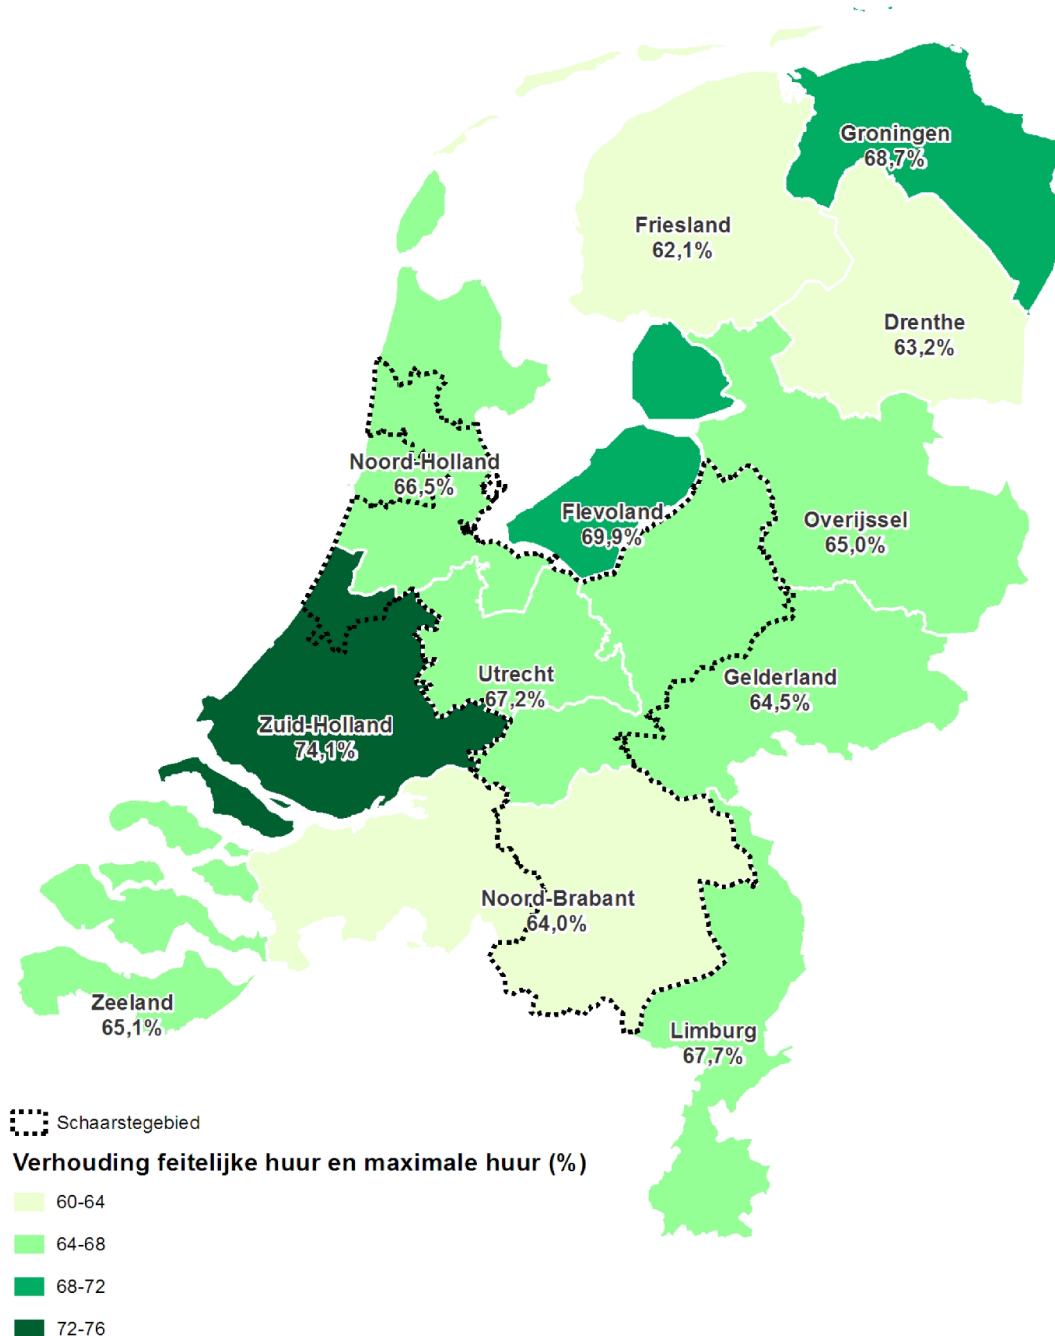 Groningen
68,7%
Friesland
62,1%
Drenthe
63,2%
Noord-Holland
66,5%
Flevoland
69,9%
Overijssel
65,0%
Utrecht
67,2%
Gelderland
64,5%
Zuid-Holland
74,1%
Noord-Brabant
64,0%
Zeeland
65,1%
Limburg
67,7%
Schaarstegebied
Verhouding feitelijke huur en maximale huur (%)
60-64
64-68
68-72
72-76